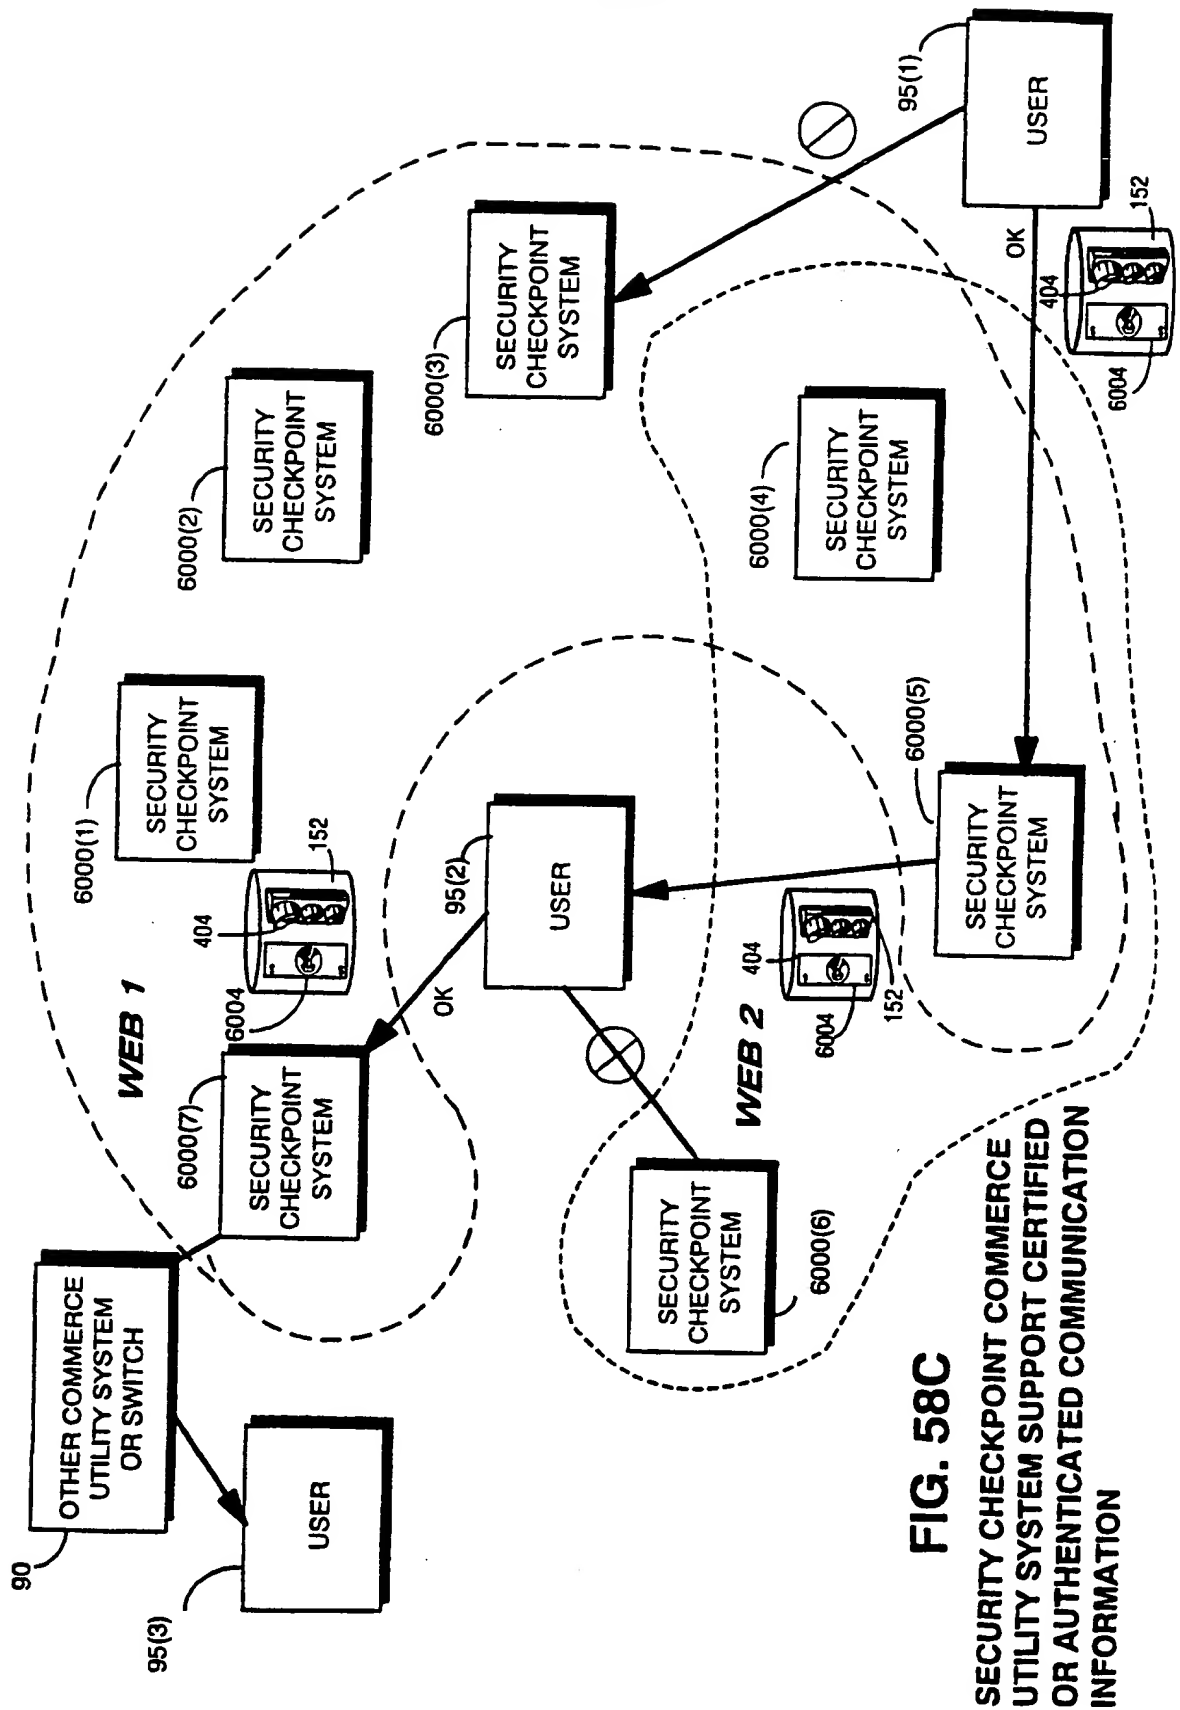 90
OTHER COMMERCE
UTILITY SYSTEM
OR SWITCH
95(3)
USER
6000(7)
SECURITY
CHECKPOINT
SYSTEM
WEB 1
6004
404
152
6000(1)
SECURITY
CHECKPOINT
SYSTEM
6000(2)
SECURITY
CHECKPOINT
SYSTEM
6000(3)
SECURITY
CHECKPOINT
SYSTEM
OK
95(2)
USER
6000(6)
SECURITY
CHECKPOINT
SYSTEM
WEB 2
6004
404
152
6000(4)
SECURITY
CHECKPOINT
SYSTEM
6000(5)
SECURITY
CHECKPOINT
SYSTEM
95(1)
USER
OK
6004
404
152
FIG. 58C
SECURITY CHECKPOINT COMMERCE
UTILITY SYSTEM SUPPORT CERTIFIED
OR AUTHENTICATED COMMUNICATION
INFORMATION